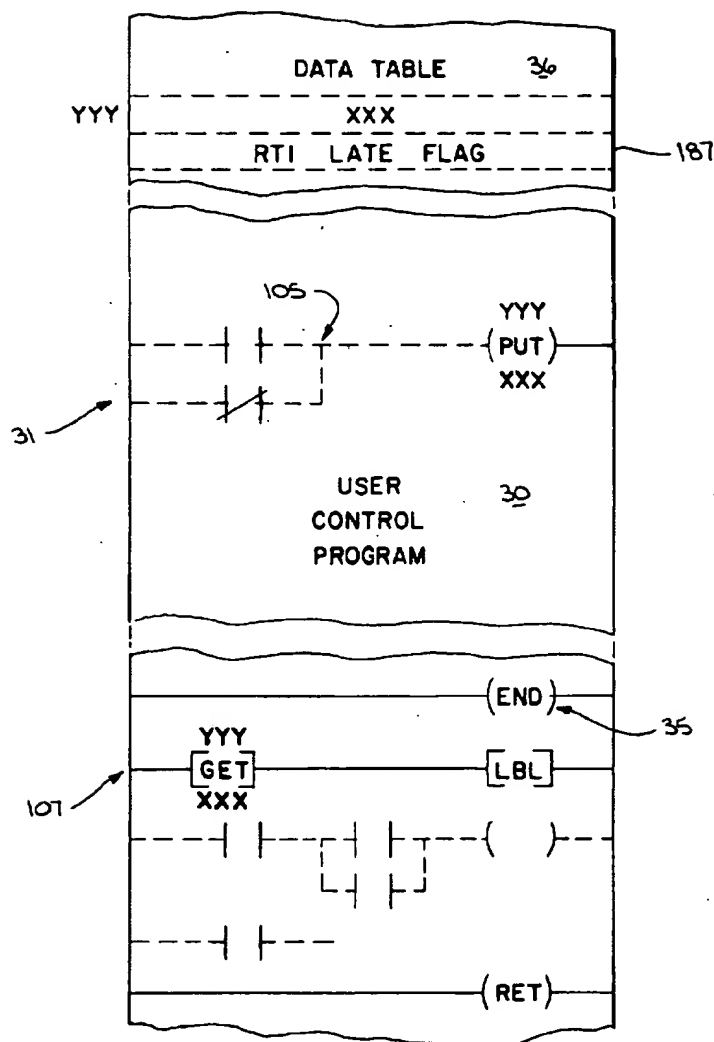 DATA TABLE 36
YYY XXX
RTI LATE FLAG 187
105 YYY
(PUT)
XXX
31
USER 30
CONTROL
PROGRAM
(END) 35
YYY
[GET] [LBL]
XXX
107
( )
(RET)